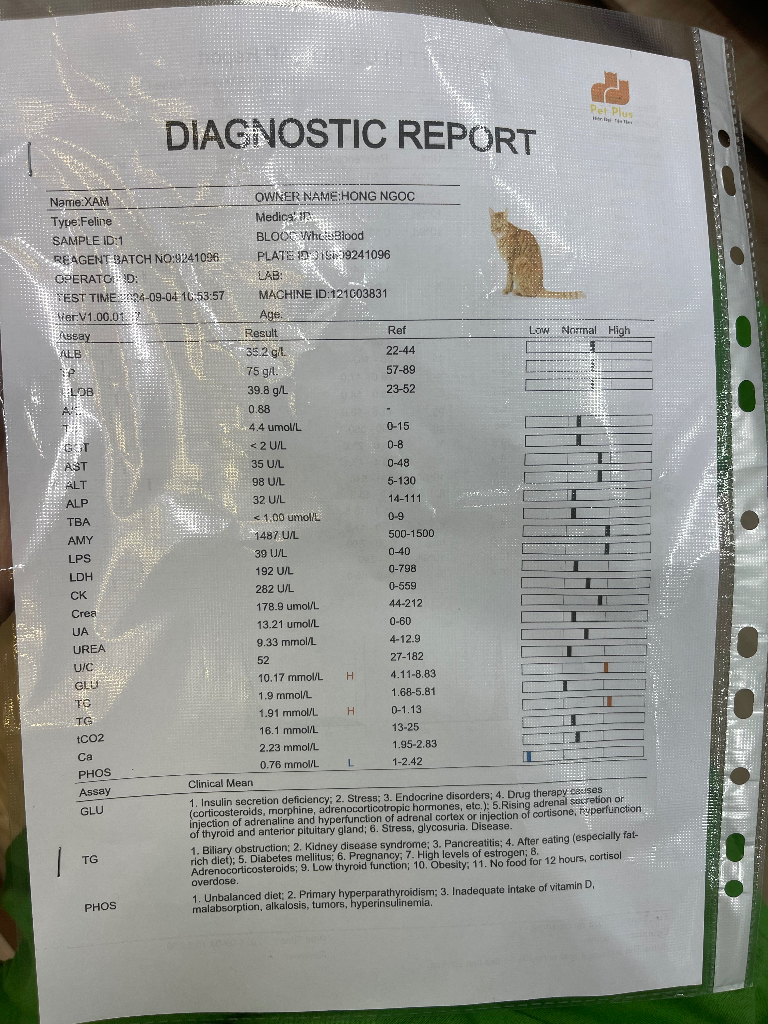 Pet Plus
DIAGNOSTIC REPORT
Name:XAM OWNER NAME:HONG NGOC
Type:Feline Medical ID:
SAMPLE ID:1 BLOOD:WholeBlood
REAGENT BATCH NO:9241096 PLATE ID:
OPERATOR ID: LAB:
TEST TIME:2024-09-04 16:53:57 MACHINE ID:121003831
Ver:V1.00.01 Age:
Assay Result Ref Low Normal High
ALB 35.2 g/L 22-44
TP 75 g/L 57-89
GLOB 39.8 g/L 23-52
0.88 -
4.4 umol/L 0-15
GGT < 2 U/L 0-8
AST 35 U/L 0-48
ALT 98 U/L 5-130
ALP 32 U/L 14-111
TBA < 1.00 umol/L 0-9
AMY 1487 U/L 500-1500
LPS 39 U/L 0-40
LDH 192 U/L 0-798
CK 282 U/L 0-559
Crea 178.9 umol/L 44-212
UA 13.21 umol/L 0-60
UREA 9.33 mmol/L 4-12.9
U/C 52 27-182
GLU 10.17 mmol/L H 4.11-8.83
TC 1.9 mmol/L 1.68-5.81
TG 1.91 mmol/L H 0-1.13
tCO2 16.1 mmol/L 13-25
Ca 2.23 mmol/L 1.95-2.83
PHOS 0.76 mmol/L L 1-2.42
Assay Clinical Mean
GLU 1. Insulin secretion deficiency; 2. Stress; 3. Endocrine disorders; 4. Drug therapy causes
(corticosteroids, morphine, adrenocorticotropic hormones, etc.); 5.Rising adrenal secretion or
injection of adrenaline and hyperfunction of adrenal cortex or injection of cortisone, hyperfunction
of thyroid and anterior pituitary gland; 6. Stress, glycosuria. Disease.
TG 1. Biliary obstruction; 2. Kidney disease syndrome; 3. Pancreatitis; 4. After eating (especially fat-
rich diet); 5. Diabetes mellitus; 6. Pregnancy; 7. High levels of estrogen; 8.
Adrenocorticosteroids; 9. Low thyroid function; 10. Obesity; 11. No food for 12 hours, cortisol
overdose.
PHOS 1. Unbalanced diet; 2. Primary hyperparathyroidism; 3. Inadequate intake of vitamin D,
malabsorption, alkalosis, tumors, hyperinsulinemia.